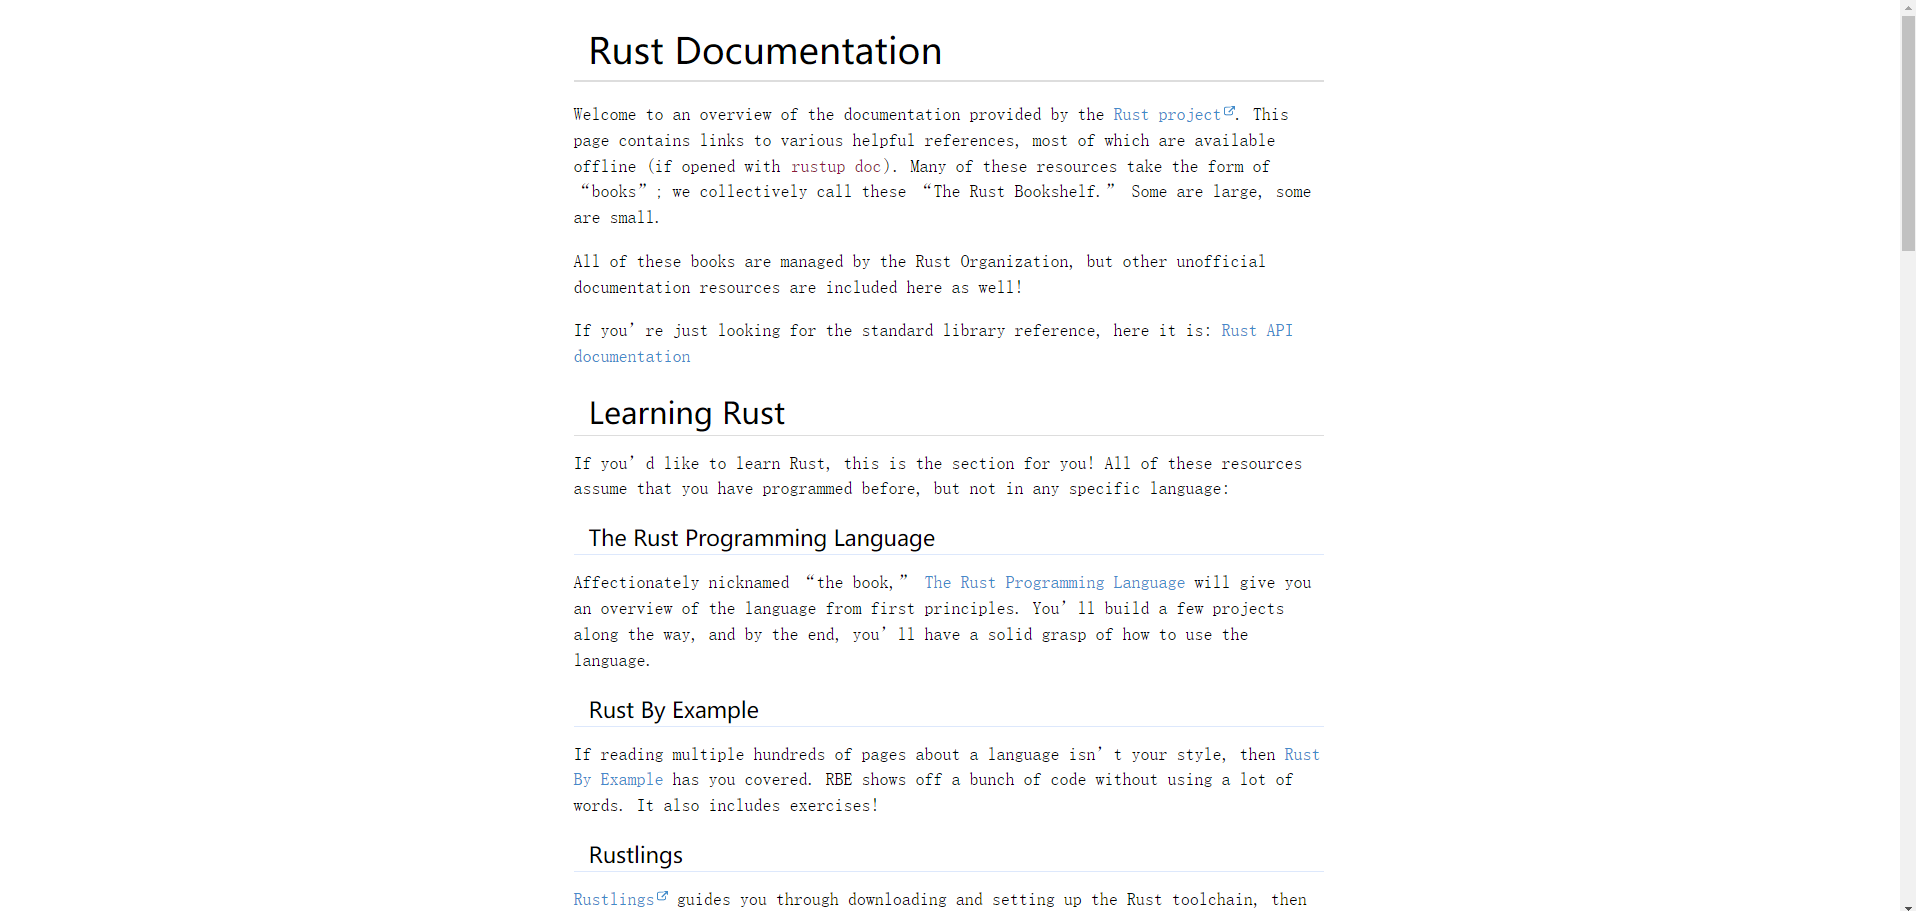 Rust Documentation
Welcome to an overview of the documentation provided by the Rust project. This
page contains links to various helpful references, most of which are available
offline (if opened with rustup doc). Many of these resources take the form of
“books”; we collectively call these “The Rust Bookshelf.” Some are large, some
are small.
All of these books are managed by the Rust Organization, but other unofficial
documentation resources are included here as well!
If you’re just looking for the standard library reference, here it is: Rust API
documentation
Learning Rust
If you’d like to learn Rust, this is the section for you! All of these resources
assume that you have programmed before, but not in any specific language:
The Rust Programming Language
Affectionately nicknamed “the book,” The Rust Programming Language will give you
an overview of the language from first principles. You’ll build a few projects
along the way, and by the end, you’ll have a solid grasp of how to use the
language.
Rust By Example
If reading multiple hundreds of pages about a language isn’t your style, then Rust
By Example has you covered. RBE shows off a bunch of code without using a lot of
words. It also includes exercises!
Rustlings
Rustlings guides you through downloading and setting up the Rust toolchain, then